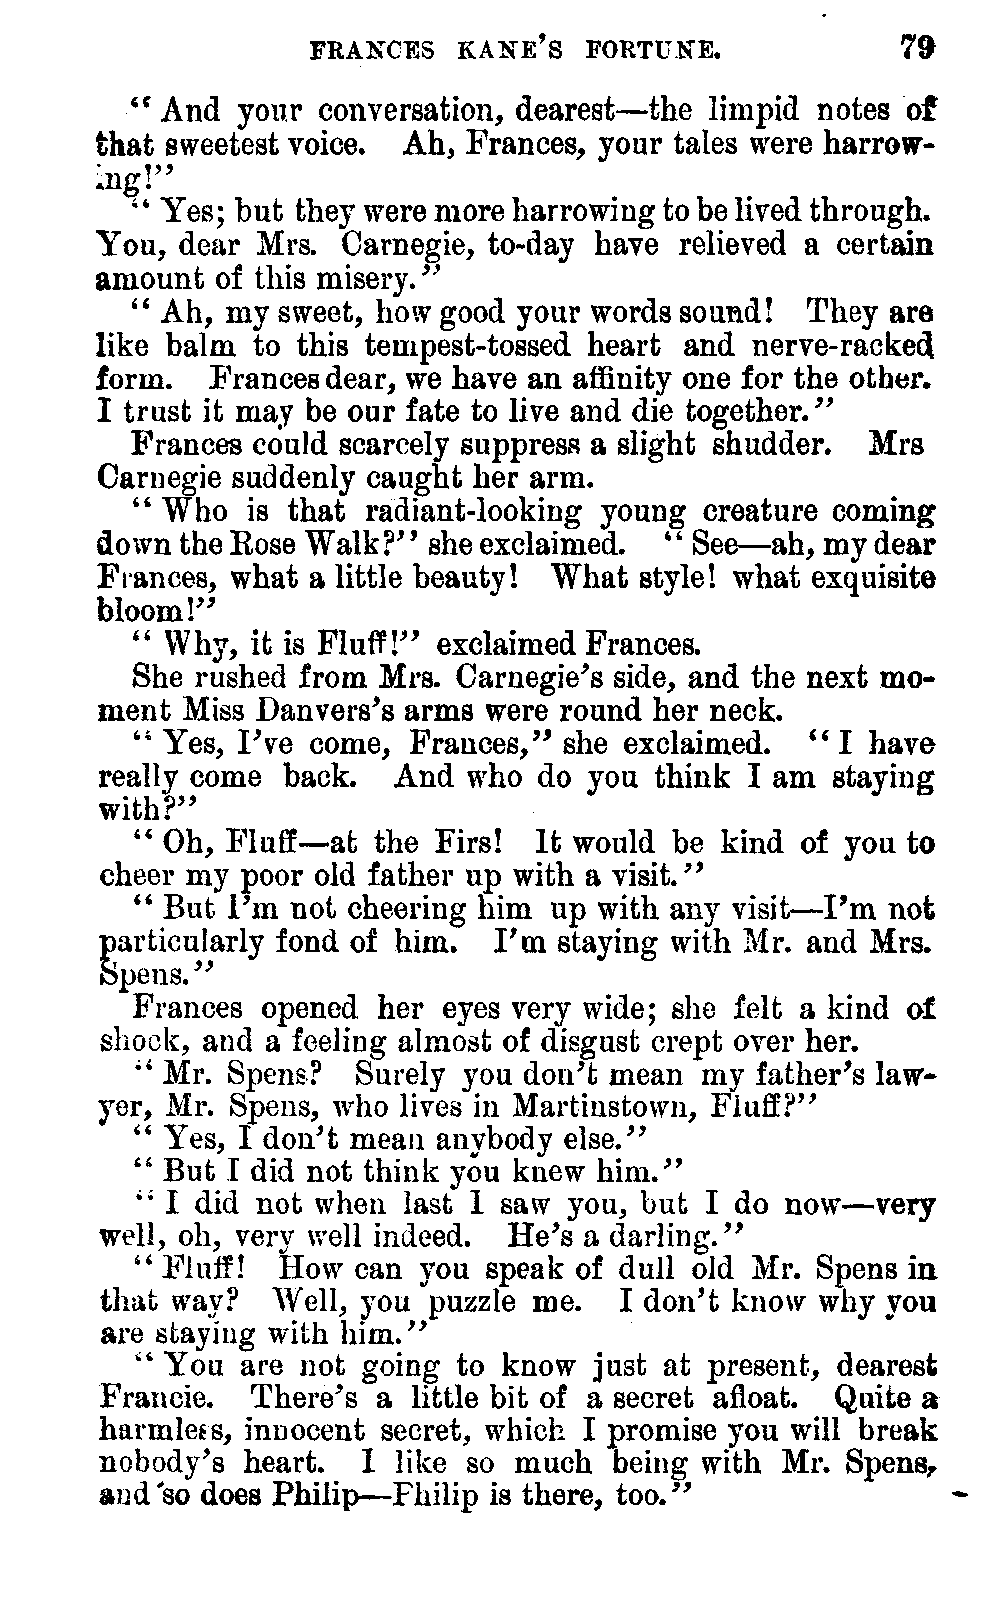 FRANCES KANE'S FORTUNE. 79
"And your conversation, dearest—the limpid notes of
that sweetest voice. Ah, Frances, your tales were harrow-
ing!"
"Yes; but they were more harrowing to be lived through.
You, dear Mrs. Carnegie, to-day have relieved a certain
amount of this misery."
"Ah, my sweet, how good your words sound! They are
like balm to this tempest-tossed heart and nerve-racked
form. Frances dear, we have an affinity one for the other.
I trust it may be our fate to live and die together."
Frances could scarcely suppress a slight shudder. Mrs
Carnegie suddenly caught her arm.
"Who is that radiant-looking young creature coming
down the Rose Walk?" she exclaimed. "See—ah, my dear
Frances, what a little beauty! What style! what exquisite
bloom!"
"Why, it is Fluff!" exclaimed Frances.
She rushed from Mrs. Carnegie's side, and the next mo-
ment Miss Danvers's arms were round her neck.
"Yes, I've come, Frances," she exclaimed. "I have
really come back. And who do you think I am staying
with?"
"Oh, Fluff—at the Firs! It would be kind of you to
cheer my poor old father up with a visit."
"But I'm not cheering him up with any visit—I'm not
particularly fond of him. I'm staying with Mr. and Mrs.
Spens."
Frances opened her eyes very wide; she felt a kind of
shock, and a feeling almost of disgust crept over her.
"Mr. Spens? Surely you don't mean my father's law-
yer, Mr. Spens, who lives in Martinstown, Fluff?"
"Yes, I don't mean anybody else."
"But I did not think you knew him."
"I did not when last I saw you, but I do now—very
well, oh, very well indeed. He's a darling."
"Fluff! How can you speak of dull old Mr. Spens in
that way? Well, you puzzle me. I don't know why you
are staying with him."
"You are not going to know just at present, dearest
Francie. There's a little bit of a secret afloat. Quite a
harmless, innocent secret, which I promise you will break
nobody's heart. I like so much being with Mr. Spens,
and so does Philip—Philip is there, too."